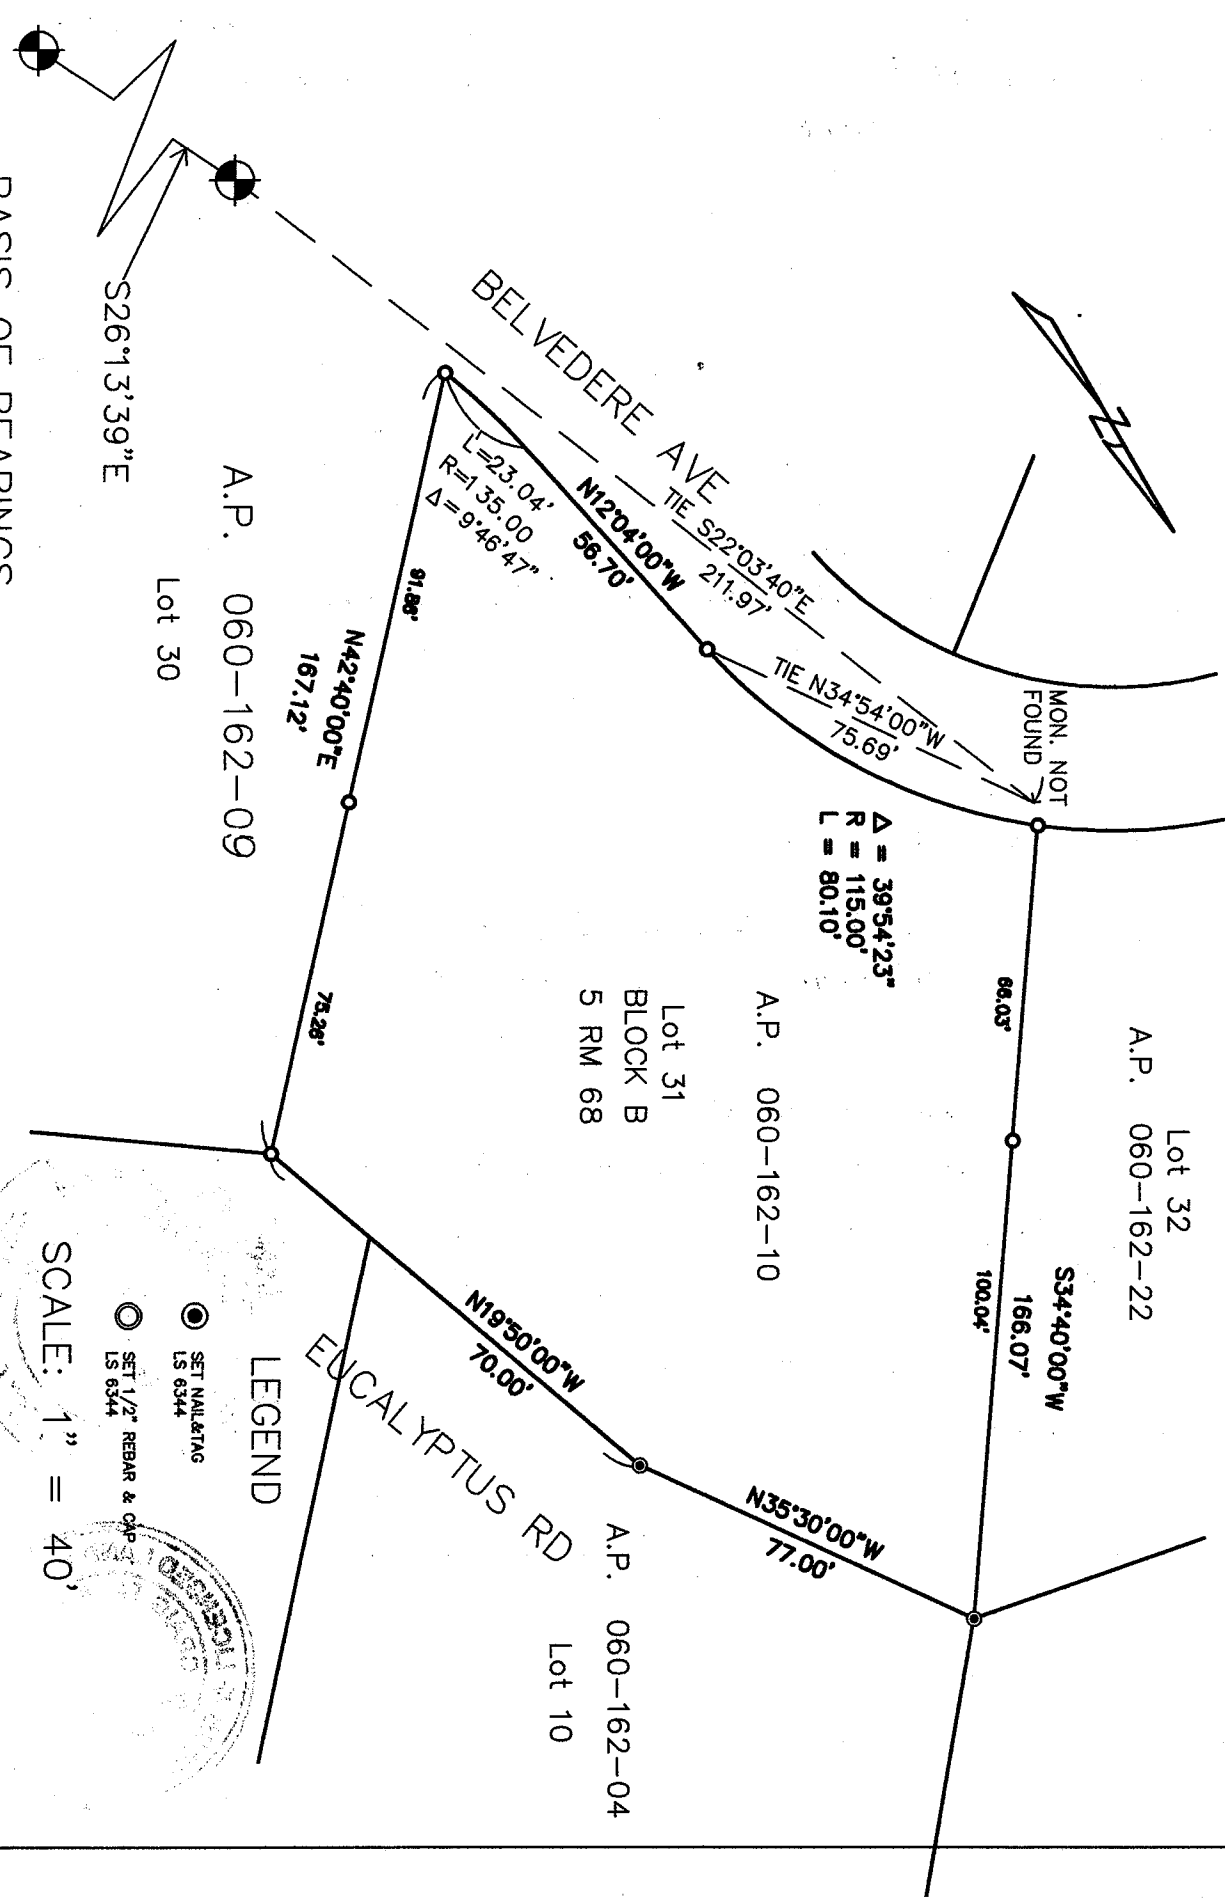 BASIS OF BEARINGS
S26°13'39"E
BELVEDERE AVE
TIE S22°03'40"E
211.97'
TIE N34°54'00"W
75.69'
MON. NOT
FOUND
N12°04'00"W
56.70'
L=23.04'
R=135.00
Δ=9°46'47"
Δ = 39°54'23"
R = 115.00'
L = 80.10'
91.86'
N42°40'00"E
167.12'
75.26'
A.P. 060-162-09
Lot 30
66.03'
S34°40'00"W
166.07'
100.04'
Lot 32
A.P. 060-162-22
A.P. 060-162-10
Lot 31
BLOCK B
5 RM 68
N19°50'00"W
70.00'
N35°30'00"W
77.00'
EUCALYPTUS RD
A.P. 060-162-04
Lot 10
LEGEND
SET NAIL&TAG
LS 6344
SET 1/2" REBAR & CAP
LS 6344
SCALE: 1" = 40'